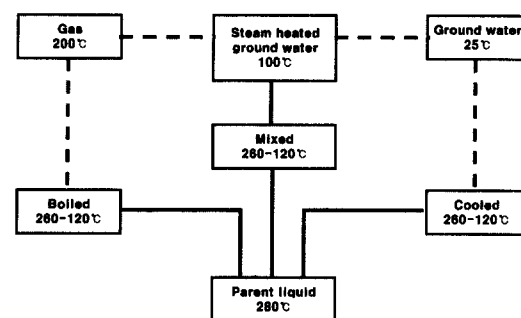 Gas
200℃
Steam heated
ground water
100℃
Ground water
25℃
Mixed
260-120℃
Boiled
260-120℃
Cooled
260-120℃
Parent liquid
280℃